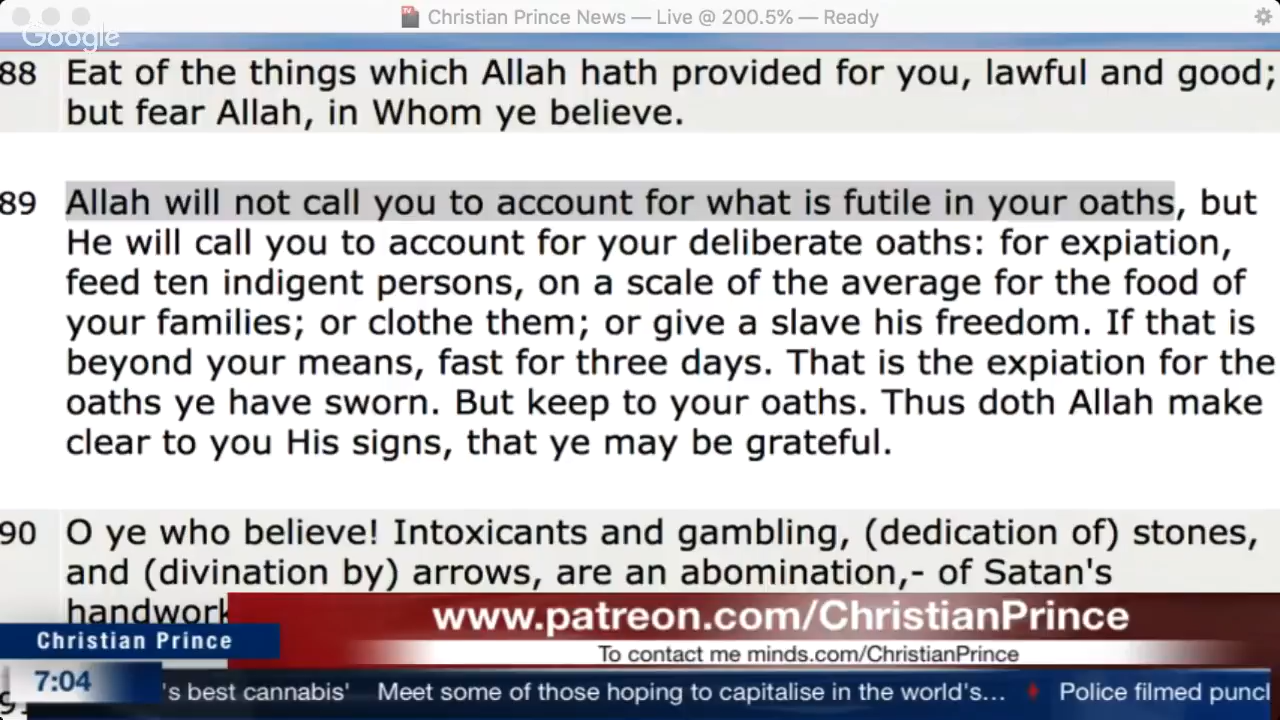 Christian Prince News — Live @ 200.5% — Ready
Google
88 Eat of the things which Allah hath provided for you, lawful and good;
but fear Allah, in Whom ye believe.
89 Allah will not call you to account for what is futile in your oaths, but
He will call you to account for your deliberate oaths: for expiation,
feed ten indigent persons, on a scale of the average for the food of
your families; or clothe them; or give a slave his freedom. If that is
beyond your means, fast for three days. That is the expiation for the
oaths ye have sworn. But keep to your oaths. Thus doth Allah make
clear to you His signs, that ye may be grateful.
90 O ye who believe! Intoxicants and gambling, (dedication of) stones,
and (divination by) arrows, are an abomination,- of Satan's
handwork
www.patreon.com/ChristianPrince
Christian Prince
To contact me minds.com/ChristianPrince
7:04
's best cannabis' Meet some of those hoping to capitalise in the world's... Police filmed puncl